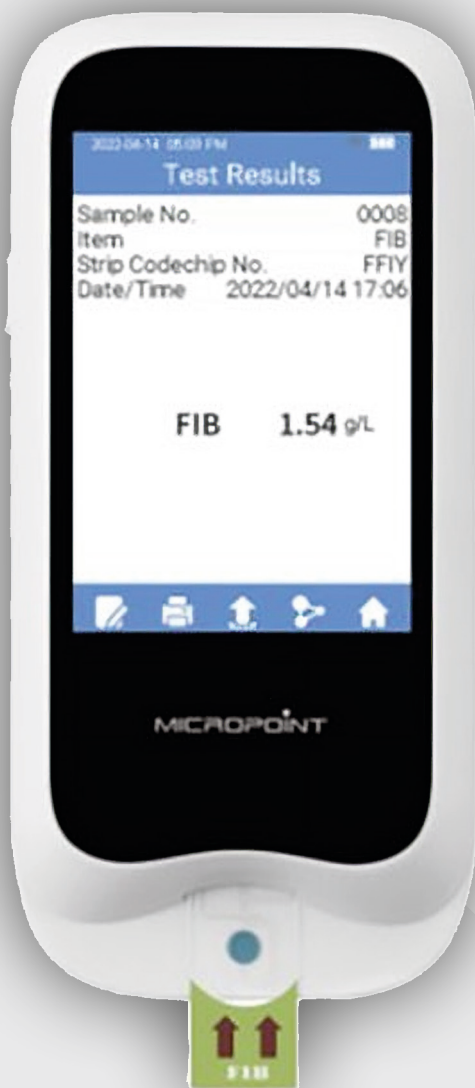 2022-04-14 05:09 PM
Test Results
Sample No. 0008
Item FIB
Strip Codechip No. FFIY
Date/Time 2022/04/14 17:06
FIB 1.54 g/L
MICROPOINT
FIB